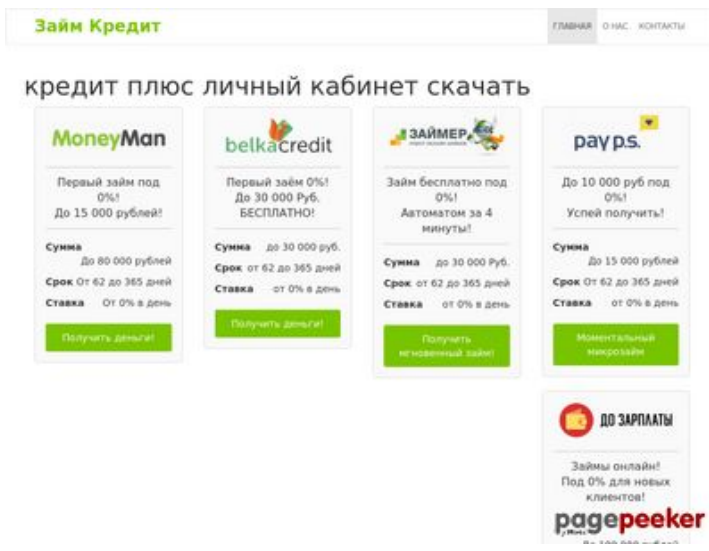 Займ Кредит
ГЛАВНАЯ О НАС КОНТАКТЫ
кредит плюс личный кабинет скачать
MoneyMan
Первый займ под
0%!
До 15 000 рублей!
Сумма
До 80 000 рублей
Срок От 62 до 365 дней
Ставка От 0% в день
Получить деньги!
belkacredit
Первый заём 0%!
До 30 000 Руб.
БЕСПЛАТНО!
Сумма до 30 000 руб.
Срок от 62 до 365 дней
Ставка от 0% в день
Получить деньги!
ЗАЙМЕР
Займ бесплатно под
0%!
Автоматом за 4
минуты!
Сумма до 30 000 Руб.
Срок от 62 до 365 дней
Ставка от 0% в день
Получить
мгновенный займ!
pay p.s.
До 10 000 руб под
0%!
Успей получить!
Сумма
До 15 000 рублей
Срок От 62 до 365 дней
Ставка от 0% в день
Моментальный
микрозайм
ДО ЗАРПЛАТЫ
Займы онлайн!
Под 0% для новых
клиентов!
pagepeeker
До 100 000 рублей